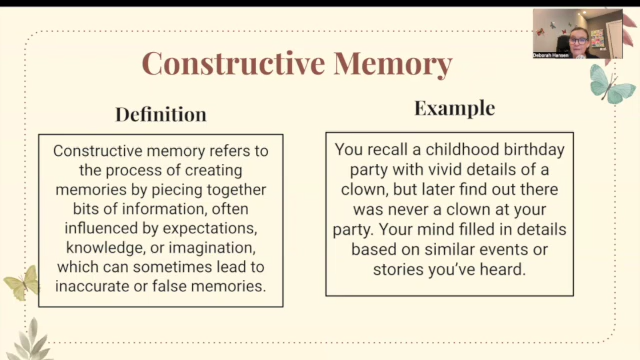 Constructive Memory
Definition
Constructive memory refers to
the process of creating
memories by piecing together
bits of information, often
influenced by expectations,
knowledge, or imagination,
which can sometimes lead to
inaccurate or false memories.
Example
You recall a childhood birthday
party with vivid details of a
clown, but later find out there
was never a clown at your
party. Your mind filled in details
based on similar events or
stories you've heard.
Deborah Hansen